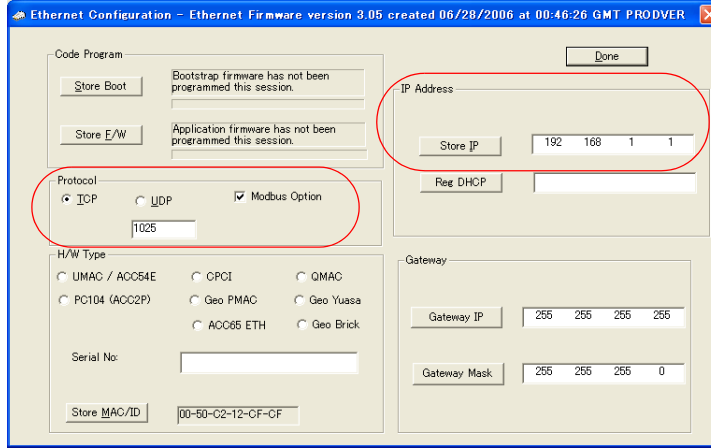 Ethernet Configuration - Ethernet Firmware version 3.05 created 06/28/2006 at 00:46:26 GMT PRODVER
Code Program
Store Boot
Bootstrap firmware has not been
programmed this session.
Store F/W
Application firmware has not been
programmed this session.
Done
IP Address
Store IP
192 168 1 1
Reg DHCP
Protocol
TCP
UDP
Modbus Option
1025
H/W Type
UMAC / ACC54E
CPCI
QMAC
PC104 (ACC2P)
Geo PMAC
Geo Yuasa
ACC65 ETH
Geo Brick
Serial No:
Store MAC/ID
00-50-C2-12-CF-CF
Gateway
Gateway IP
255 255 255 255
Gateway Mask
255 255 255 0